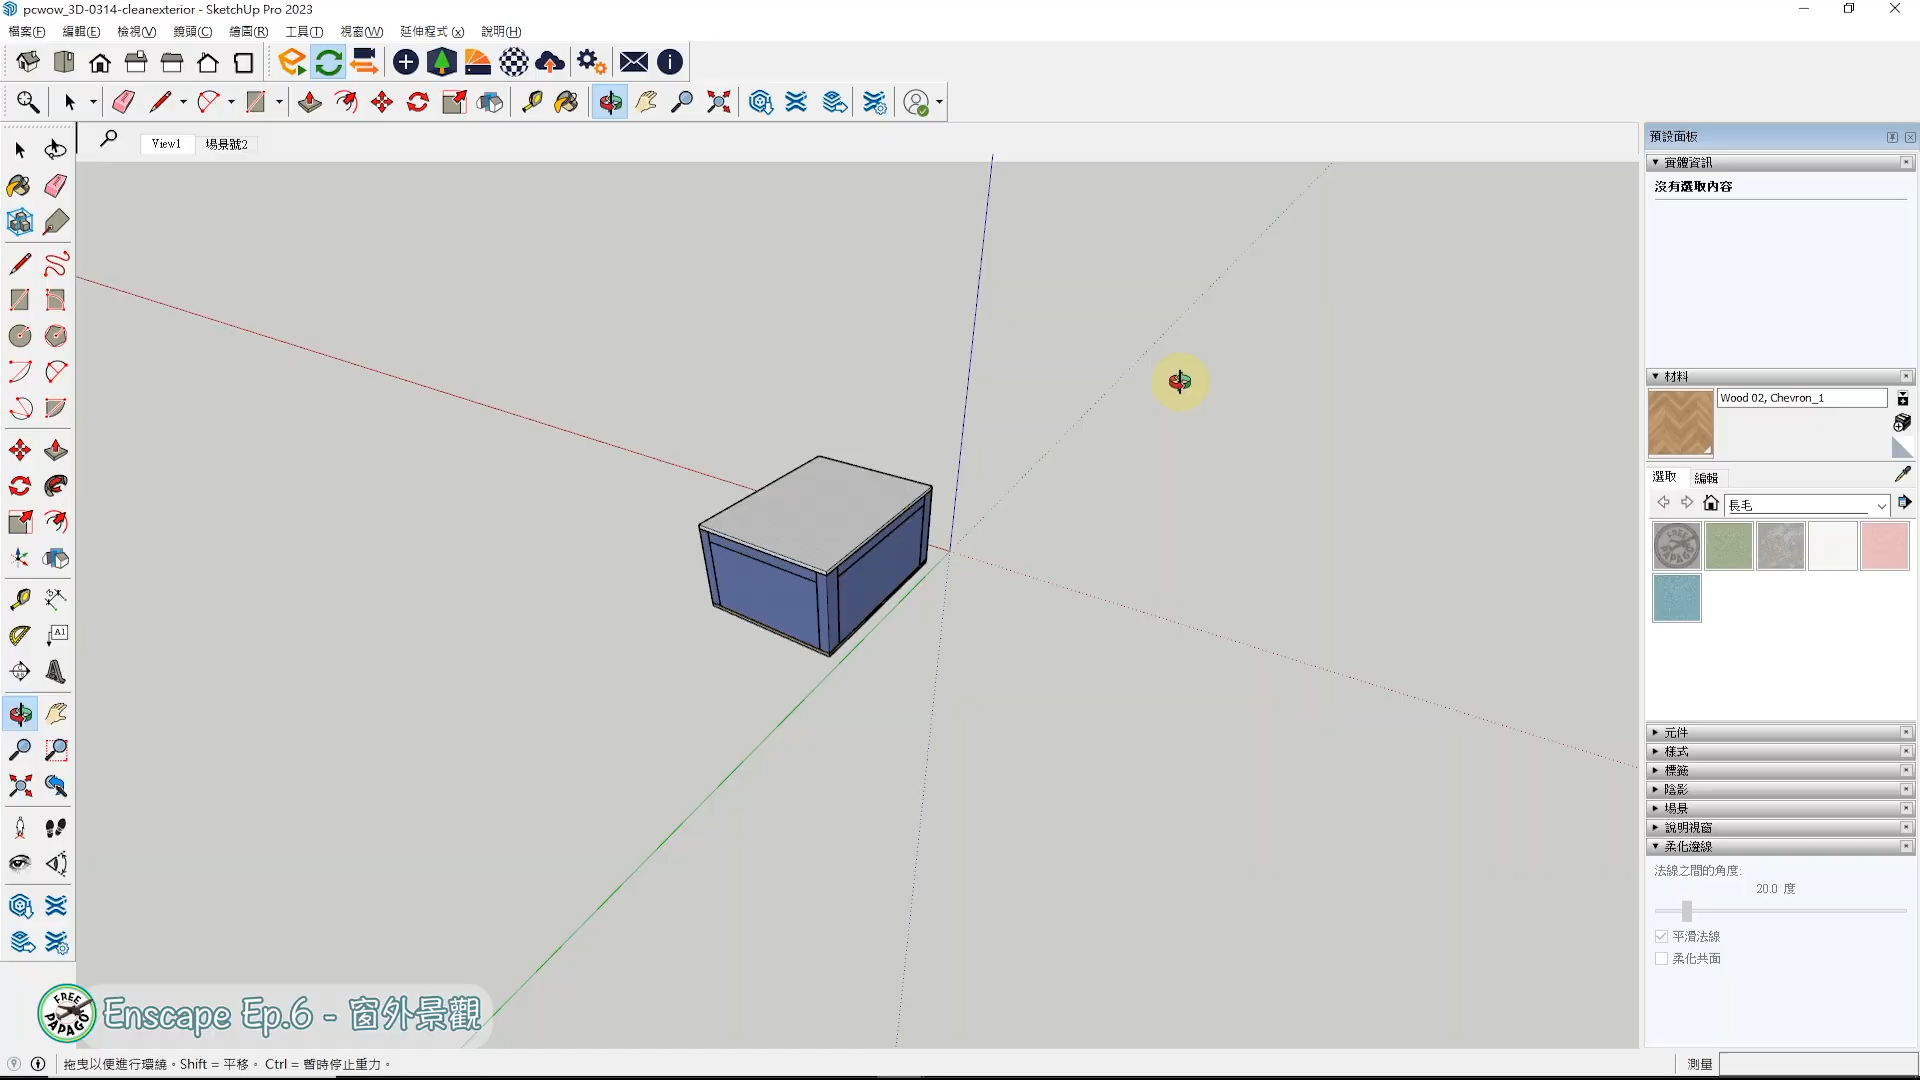 pcwow_3D-0314-cleanexterior - SketchUp Pro 2023
檔案(F) 編輯(E) 檢視(V) 鏡頭(C) 繪圖(R) 工具(T) 視窗(W) 延伸程式 (x) 說明(H)
View1 場景號2
預設面板
實體資訊
沒有選取內容
材料
Wood 02, Chevron_1
選取 編輯
長毛
FREE PAPAGO
元件
樣式
標籤
陰影
場景
說明視窗
柔化邊線
法線之間的角度:
20.0 度
平滑法線
柔化共面
A1
FREE PAPAGO
Enscape Ep.6 - 窗外景觀
拖曳以便進行環繞。Shift = 平移。 Ctrl = 暫時停止重力。
測量